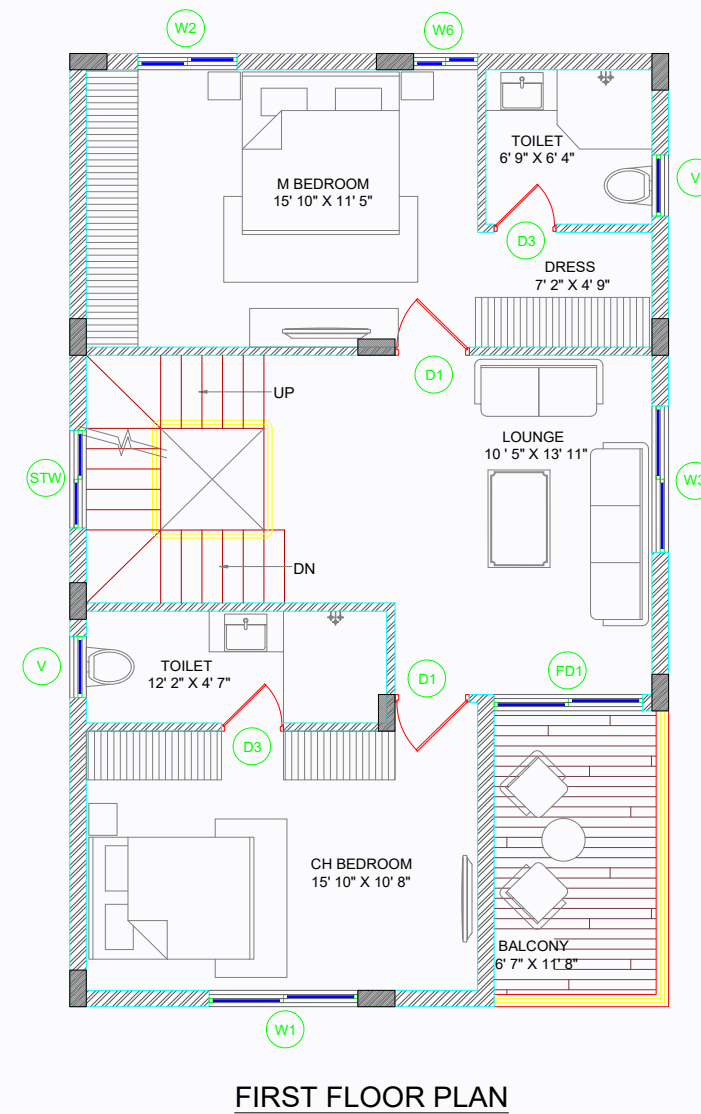 W2
W6
TOILET
6' 9" X 6' 4"
M BEDROOM
15' 10" X 11' 5"
V
D3
DRESS
7' 2" X 4' 9"
D1
UP
LOUNGE
10 ' 5" X 13' 11"
STW
W3
DN
TOILET
12' 2" X 4' 7"
V
D1
FD1
D3
CH BEDROOM
15' 10" X 10' 8"
BALCONY
6' 7" X 11' 8"
W1
FIRST FLOOR PLAN